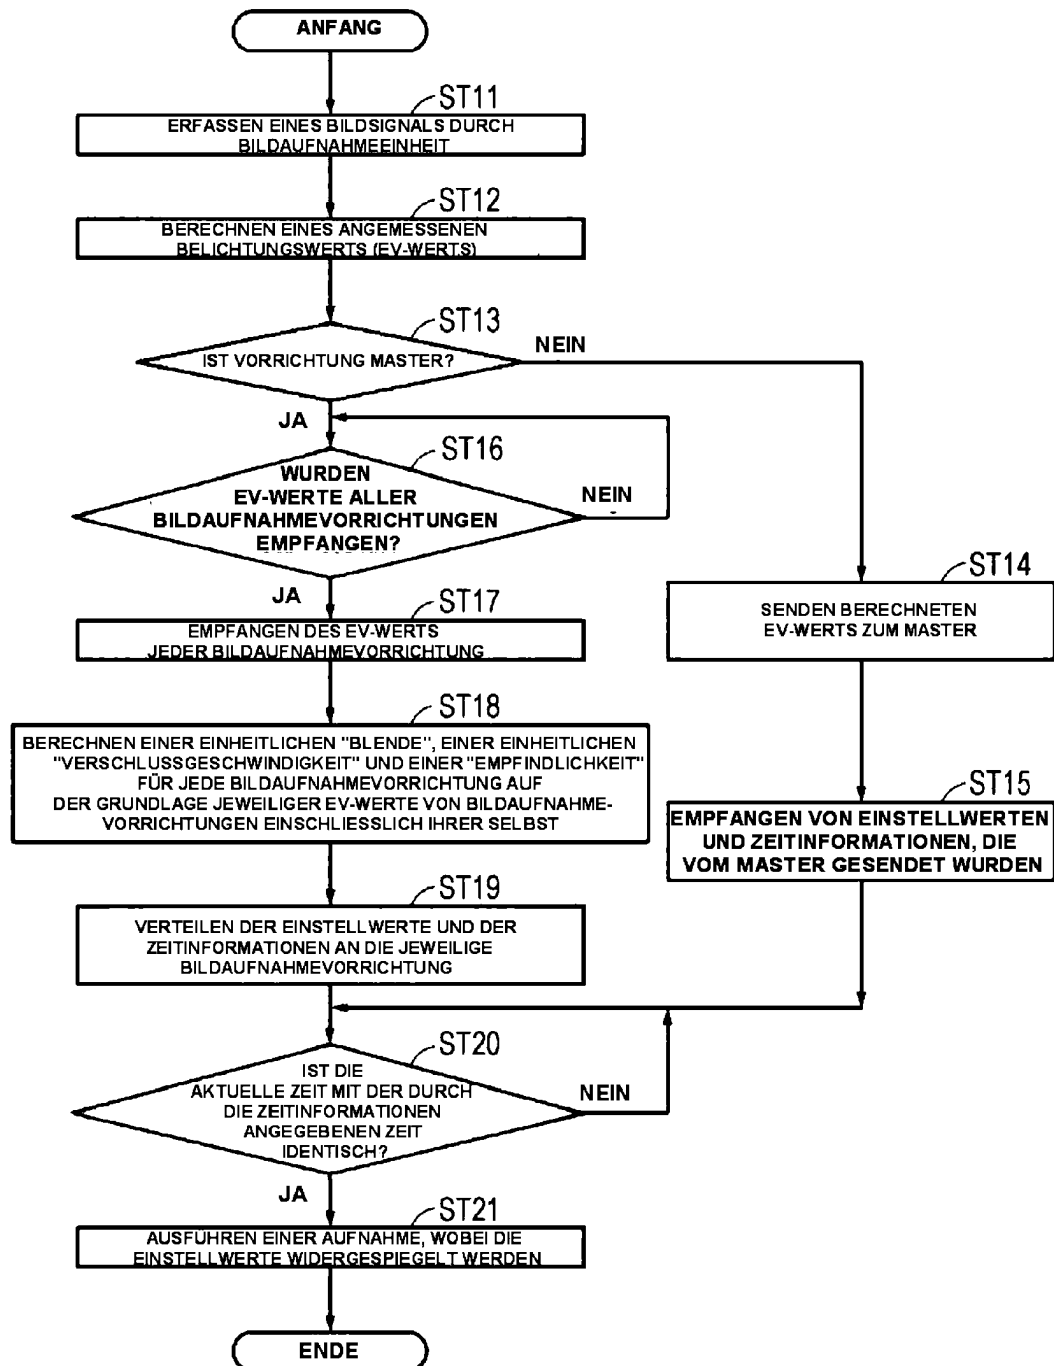 ANFANG
ST11
ERFASSEN EINES BILDSIGNALS DURCH
BILDAUFNAHMEEINHEIT
ST12
BERECHNEN EINES ANGEMESSENEN
BELICHTUNGSWERTS (EV-WERTS)
ST13
IST VORRICHTUNG MASTER?
NEIN
JA
ST16
WURDEN
EV-WERTE ALLER
BILDAUFNAHMEVORRICHTUNGEN
EMPFANGEN?
NEIN
JA
ST14
SENDEN BERECHNETEN
EV-WERTS ZUM MASTER
ST17
EMPFANGEN DES EV-WERTS
JEDER BILDAUFNAHMEVORRICHTUNG
ST18
BERECHNEN EINER EINHEITLICHEN "BLENDE", EINER EINHEITLICHEN
"VERSCHLUSSGESCHWINDIGKEIT" UND EINER "EMPFINDLICHKEIT"
FÜR JEDE BILDAUFNAHMEVORRICHTUNG AUF
DER GRUNDLAGE JEWEILIGER EV-WERTE VON BILDAUFNAHME-
VORRICHTUNGEN EINSCHLIESSLICH IHRER SELBST
ST15
EMPFANGEN VON EINSTELLWERTEN
UND ZEITINFORMATIONEN, DIE
VOM MASTER GESENDET WURDEN
ST19
VERTEILEN DER EINSTELLWERTE UND DER
ZEITINFORMATIONEN AN DIE JEWEILIGE
BILDAUFNAHMEVORRICHTUNG
ST20
IST DIE
AKTUELLE ZEIT MIT DER DURCH
DIE ZEITINFORMATIONEN
ANGEGEBENEN ZEIT
IDENTISCH?
NEIN
JA
ST21
AUSFÜHREN EINER AUFNAHME, WOBEI DIE
EINSTELLWERTE WIDERGESPIEGELT WERDEN
ENDE